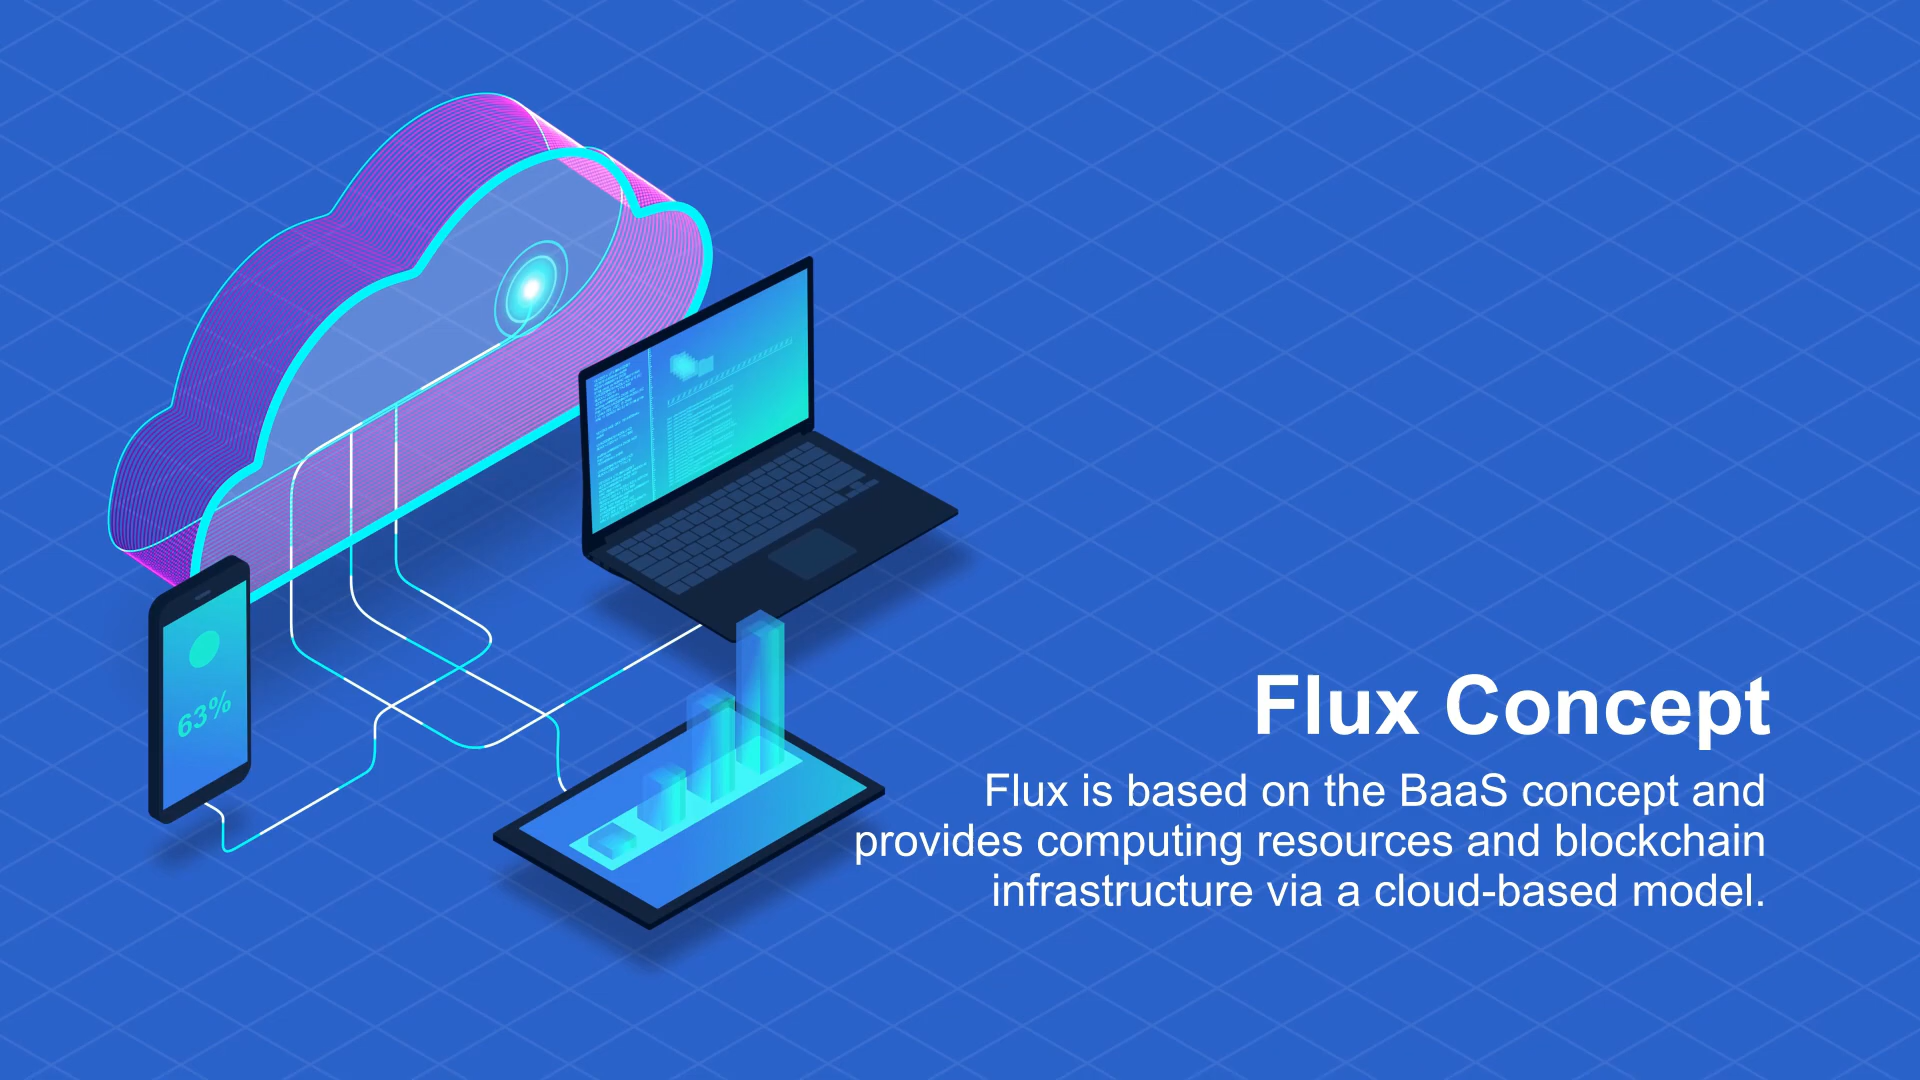 63%
Flux Concept
Flux is based on the BaaS concept and
provides computing resources and blockchain
infrastructure via a cloud-based model.